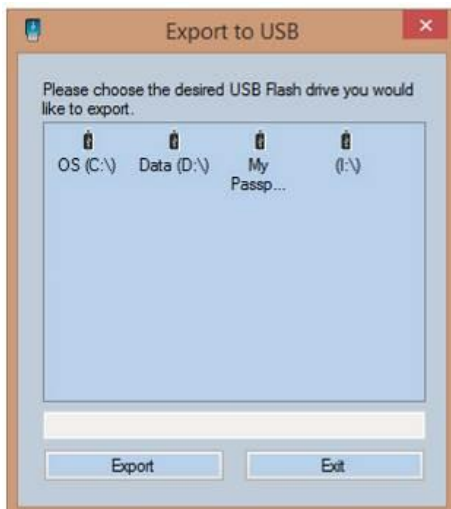 Export to USB
Please choose the desired USB Flash drive you would
like to export.
OS (C:\) Data (D:\) My (I:\)
Passp...
Export Exit